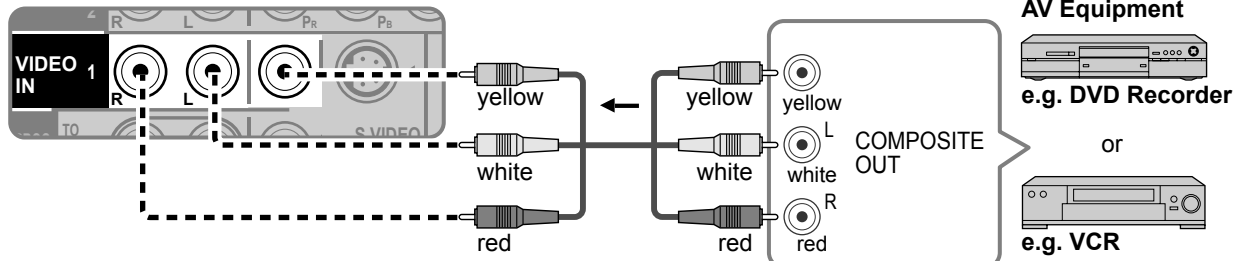 2 R L PR PB
VIDEO IN 1
R L
TO
S VIDEO
yellow
white
red
yellow
white
red
yellow
L
white
R
red
COMPOSITE
OUT
AV Equipment
e.g. DVD Recorder
or
e.g. VCR